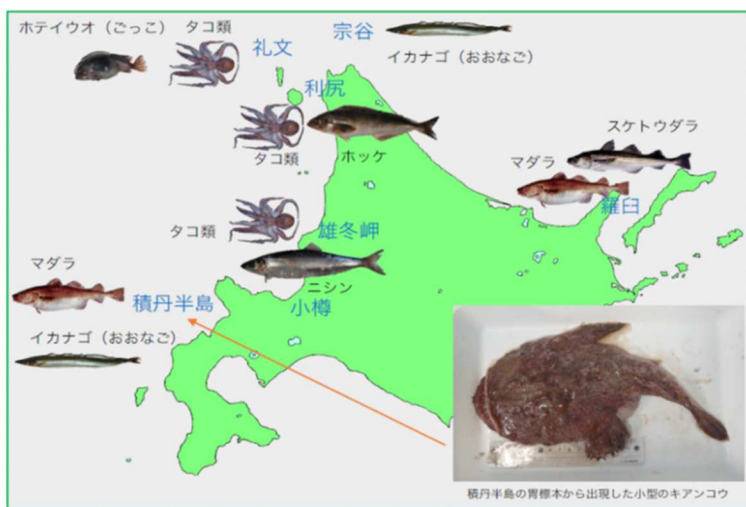 ホテイウオ（ごっこ）
タコ類
礼文
宗谷
イカナゴ（おおなご）
利尻
タコ類
ホッケ
スケトウダラ
マダラ
羅臼
タコ類
雄冬岬
マダラ
積丹半島
ニシン
小樽
イカナゴ（おおなご）
積丹半島の胃標本から出現した小型のキアンコウ